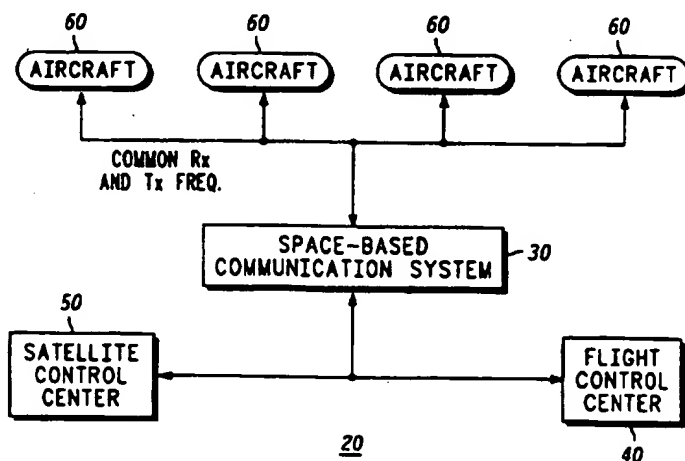 60 60 60 60
AIRCRAFT AIRCRAFT AIRCRAFT AIRCRAFT
COMMON Rx
AND Tx FREQ.
SPACE-BASED
COMMUNICATION SYSTEM
30
50
SATELLITE
CONTROL
CENTER
FLIGHT
CONTROL
CENTER
20
40